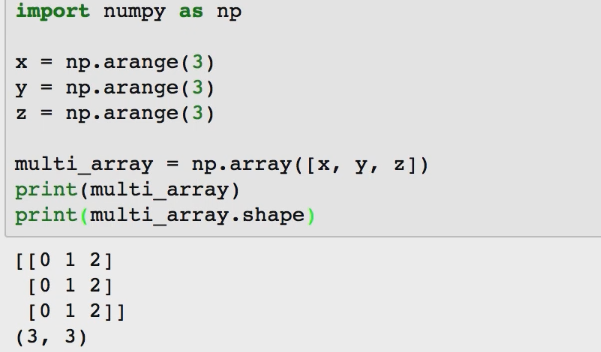 import numpy as np
x = np.arange(3)
y = np.arange(3)
z = np.arange(3)
multi_array = np.array([x, y, z])
print(multi_array)
print(multi_array.shape)
[[0 1 2]
 [0 1 2]
 [0 1 2]]
(3, 3)